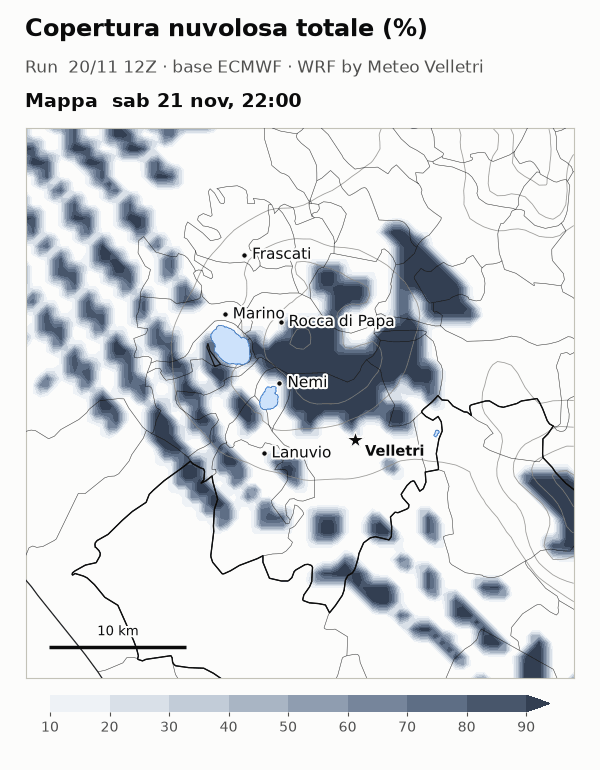 Copertura nuvolosa totale (%)
Run  20/11 12Z · base ECMWF · WRF by Meteo Velletri
Mappa  sab 21 nov, 22:00
Frascati
Marino
Rocca di Papa
Nemi
Velletri
Lanuvio
10 km
10 20 30 40 50 60 70 80 90